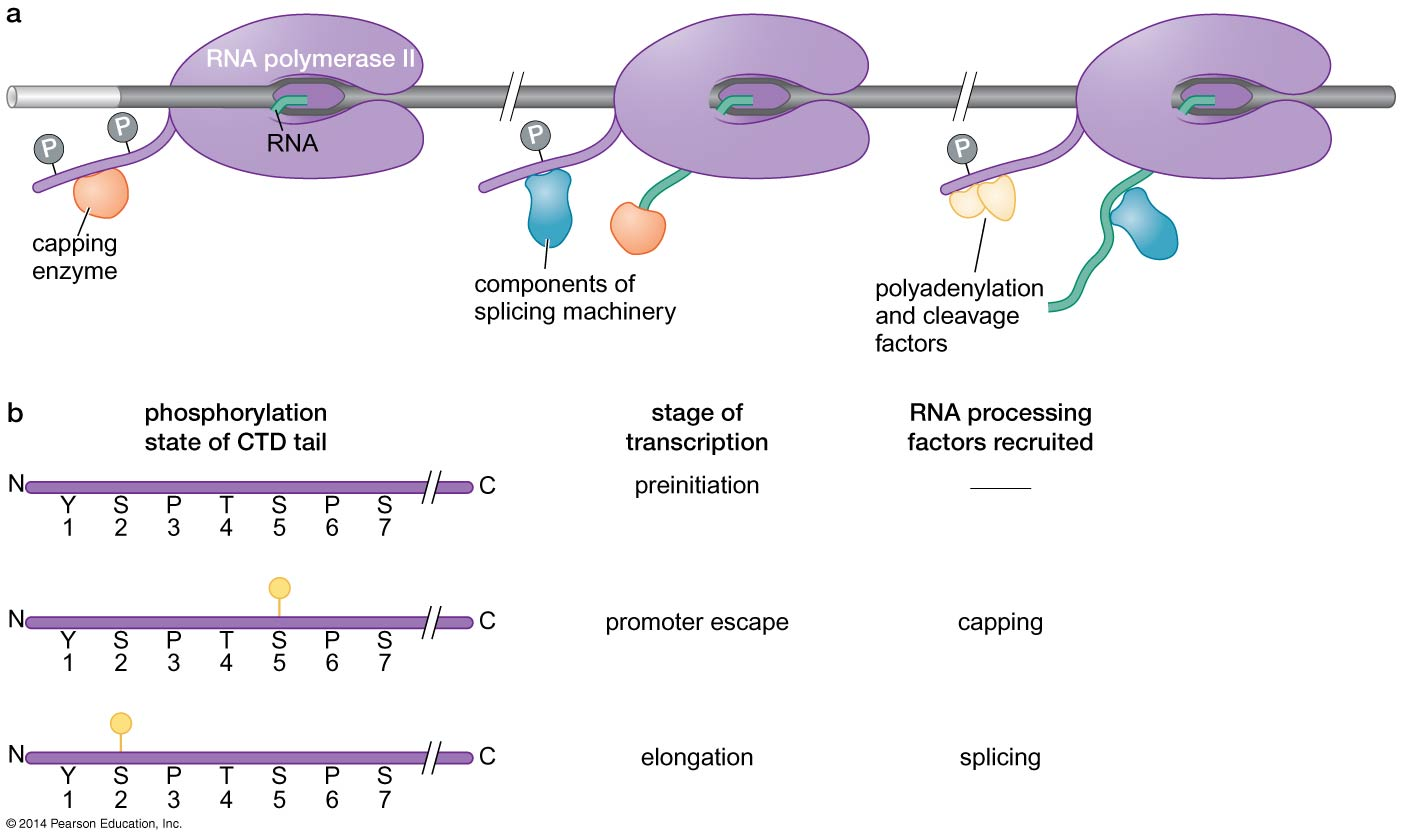 a
RNA polymerase II
P
P
RNA
capping
enzyme
P
components of
splicing machinery
P
polyadenylation
and cleavage
factors
b
phosphorylation
state of CTD tail
stage of
transcription
RNA processing
factors recruited
N C
Y S P T S P S
1 2 3 4 5 6 7
preinitiation
N C
Y S P T S P S
1 2 3 4 5 6 7
promoter escape
capping
N C
Y S P T S P S
1 2 3 4 5 6 7
elongation
splicing
© 2014 Pearson Education, Inc.